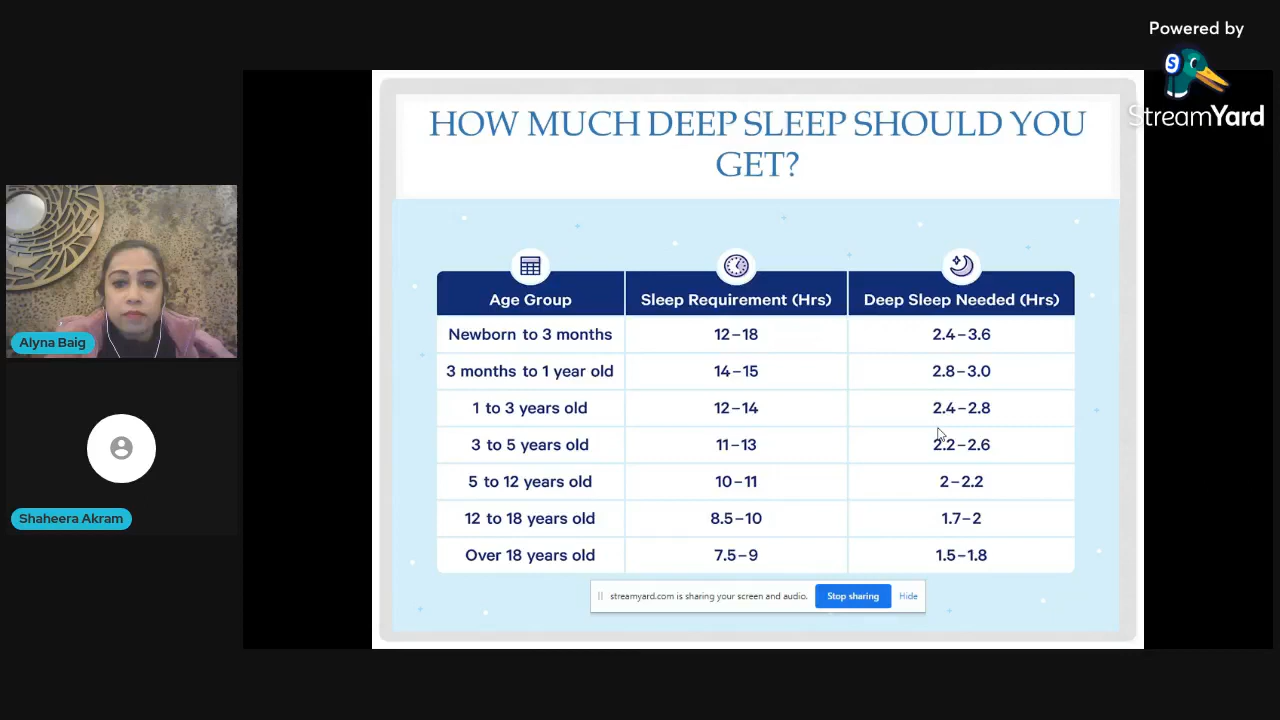 Powered by
StreamYard
HOW MUCH DEEP SLEEP SHOULD YOU
GET?
Age Group Sleep Requirement (Hrs) Deep Sleep Needed (Hrs)
Newborn to 3 months 12–18 2.4–3.6
3 months to 1 year old 14–15 2.8–3.0
1 to 3 years old 12–14 2.4–2.8
3 to 5 years old 11–13 2.2–2.6
5 to 12 years old 10–11 2–2.2
12 to 18 years old 8.5–10 1.7–2
Over 18 years old 7.5–9 1.5–1.8
streamyard.com is sharing your screen and audio. Stop sharing Hide
Alyna Baig
Shaheera Akram